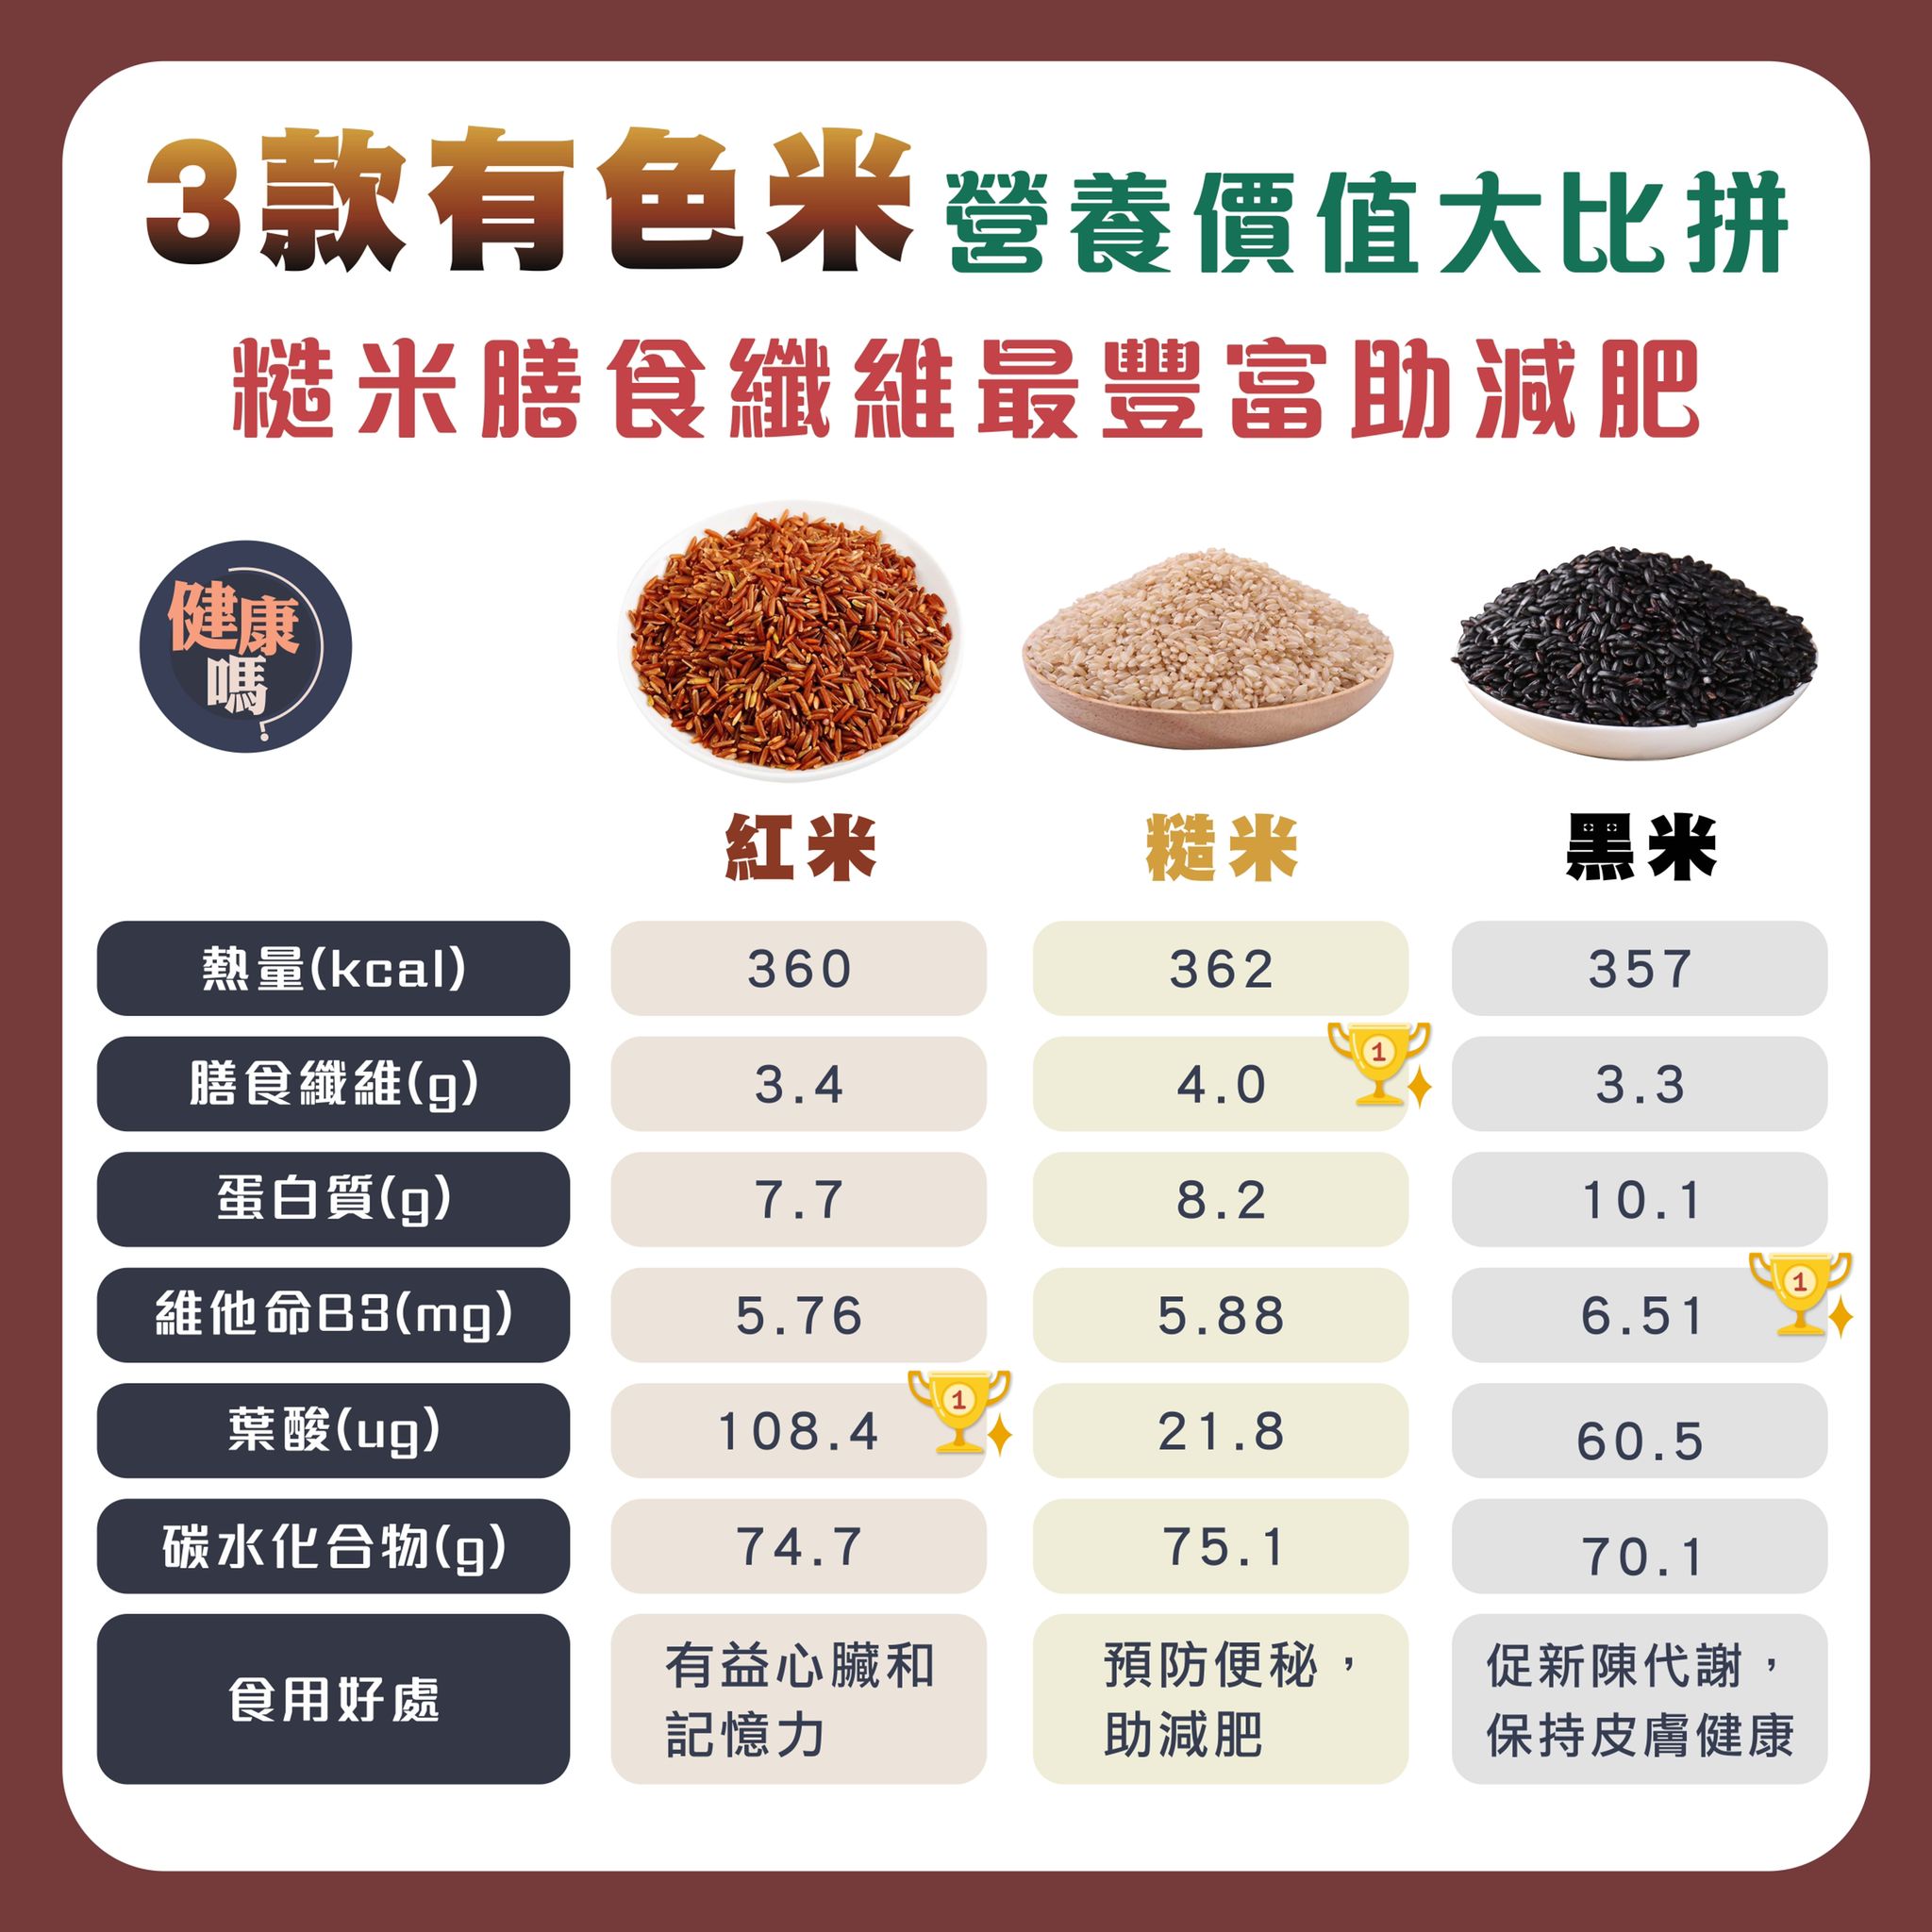 3款有色米 營養價值大比拼
糙米膳食纖維最豐富助減肥
健康
嗎?
紅米 糙米 黑米
熱量(kcal) 360 362 357
膳食纖維(g) 3.4 4.0 1 3.3
蛋白質(g) 7.7 8.2 10.1
維他命B3(mg) 5.76 5.88 6.51 1
葉酸(ug) 108.4 1 21.8 60.5
碳水化合物(g) 74.7 75.1 70.1
食用好處
有益心臟和
記憶力
預防便秘，
助減肥
促新陳代謝，
保持皮膚健康